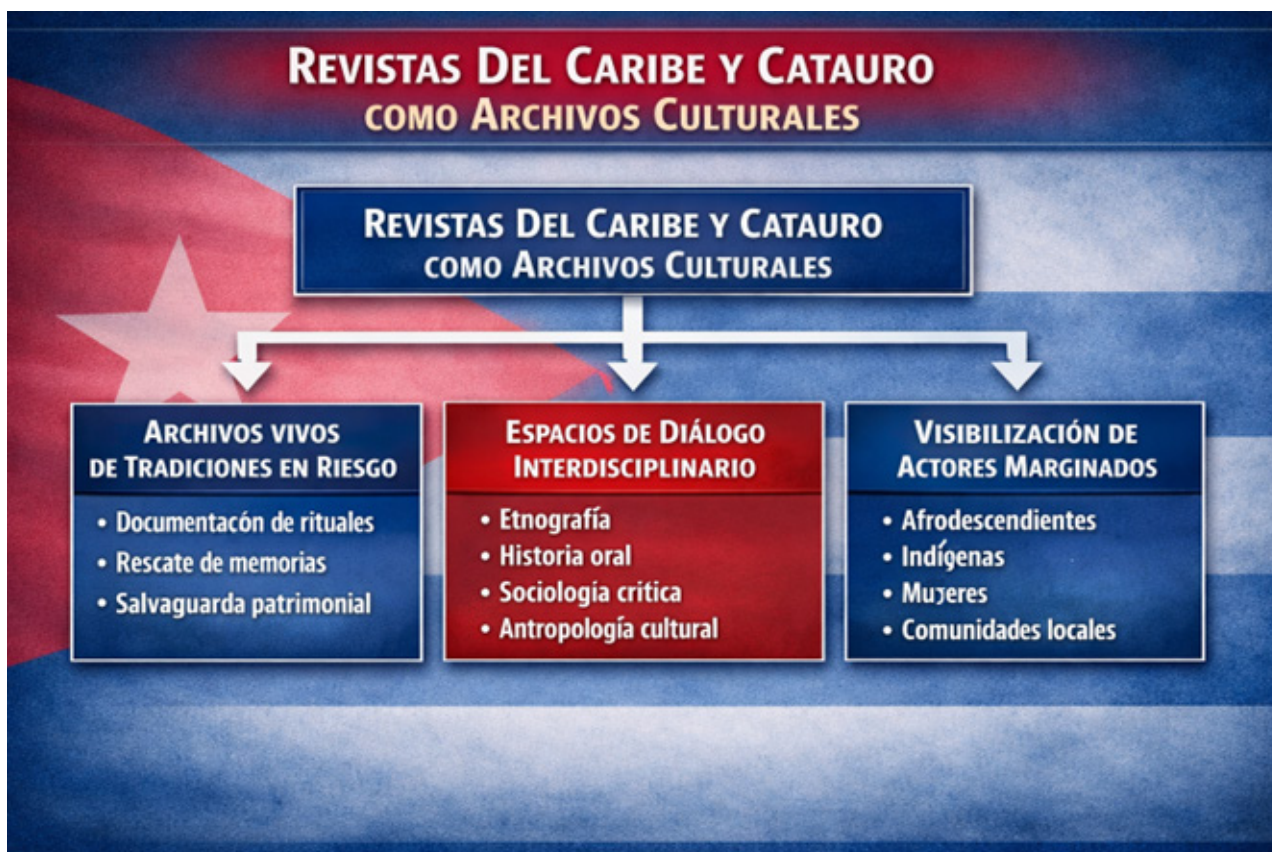 REVISTAS DEL CARIBE Y CATAURO
COMO ARCHIVOS CULTURALES
REVISTAS DEL CARIBE Y CATAURO
COMO ARCHIVOS CULTURALES
ARCHIVOS VIVOS
DE TRADICIONES EN RIESGO
• Documentacón de rituales
• Rescate de memorias
• Salvaguarda patrimonial
ESPACIOS DE DIÁLOGO
INTERDISCIPLINARIO
• Etnografía
• Historia oral
• Sociología critica
• Antropología cultural
VISIBILIZACIÓN DE
ACTORES MARGINADOS
• Afrodescendientes
• Indígenas
• Mujeres
• Comunidades locales